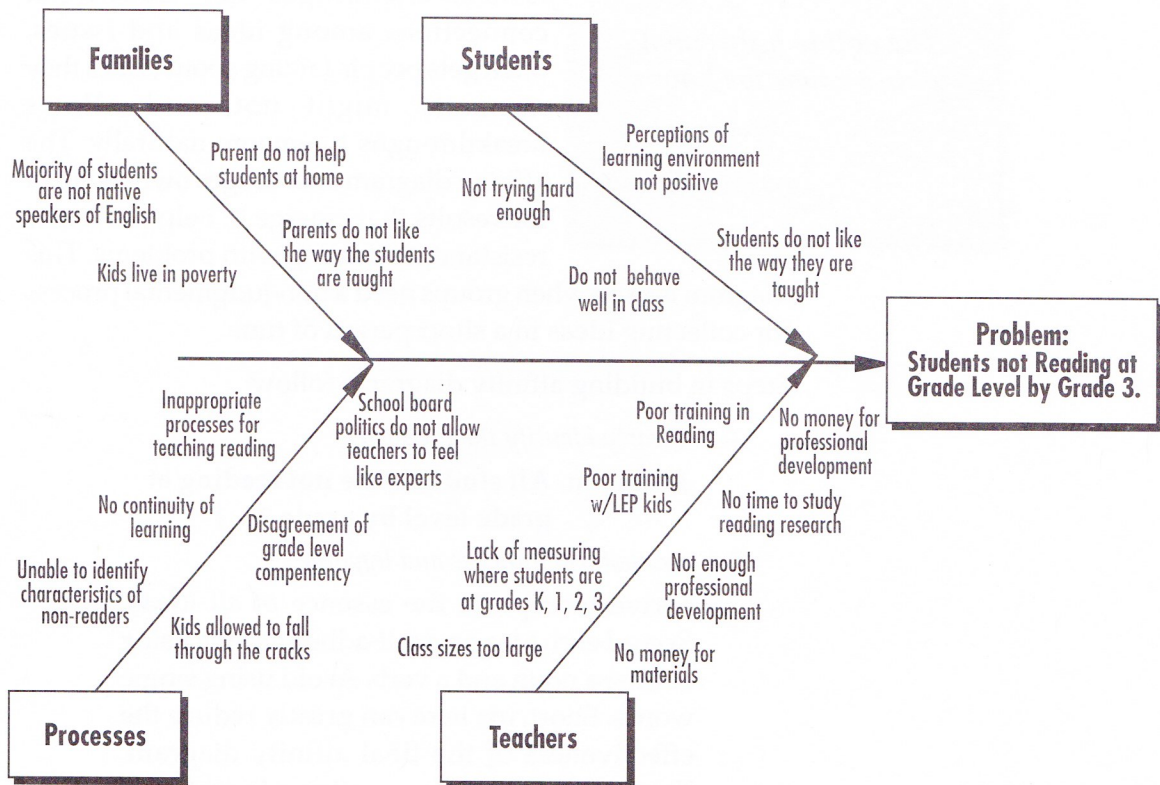 Families
Majority of students
are not native
speakers of English
Parent do not help
students at home
Kids live in poverty
Parents do not like
the way the students
are taught
Students
Perceptions of
learning environment
not positive
Not trying hard
enough
Do not behave
well in class
Students do not like
the way they are
taught
Problem:
Students not Reading at
Grade Level by Grade 3.
Inappropriate
processes for
teaching reading
School board
politics do not allow
teachers to feel
like experts
No continuity of
learning
Disagreement of
grade level
compentency
Unable to identify
characteristics of
non-readers
Kids allowed to fall
through the cracks
Processes
Poor training in
Reading
No money for
professional
development
Poor training
w/LEP kids
No time to study
reading research
Lack of measuring
where students are
at grades K, 1, 2, 3
Not enough
professional
development
Class sizes too large
No money for
materials
Teachers